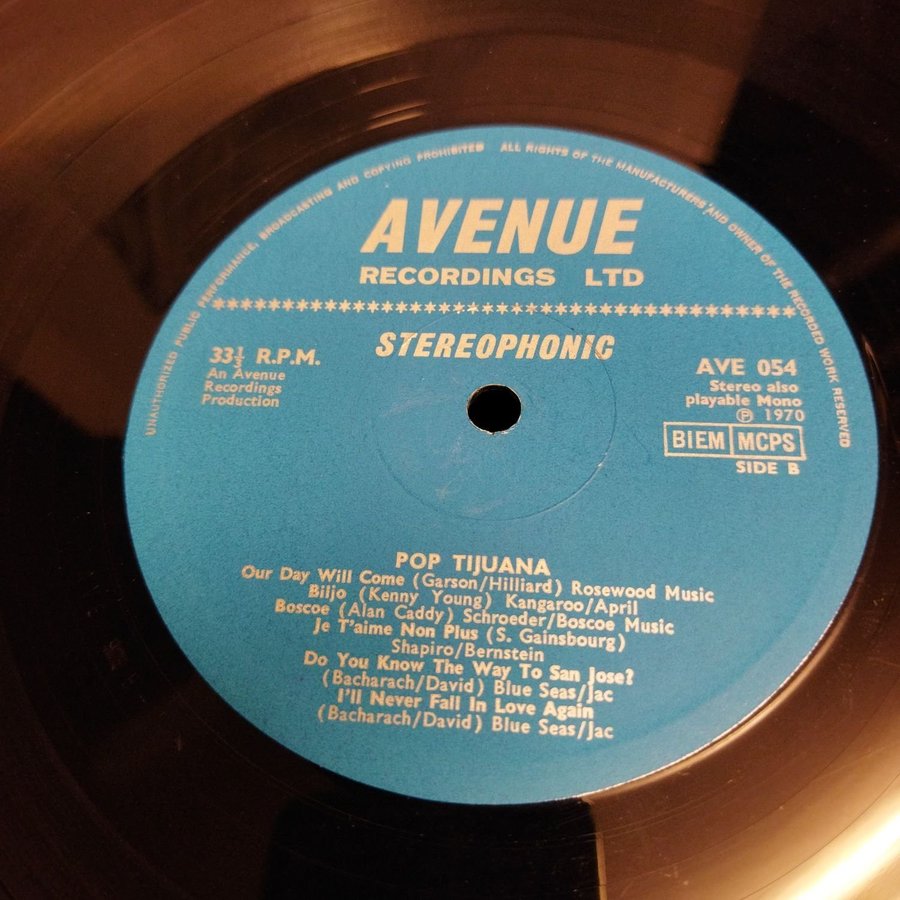 UNAUTHORIZED PUBLIC PERFORMANCE, BROADCASTING AND COPYING PROHIBITED ALL RIGHTS OF THE MANUFACTURERS AND OWNER OF THE RECORDED WORK RESERVED
AVENUE
RECORDINGS LTD
STEREOPHONIC
33⅓ R.P.M.
An Avenue
Recordings
Production
AVE 054
Stereo also
playable Mono
Ⓟ 1970
BIEM MCPS
SIDE B
POP TIJUANA
Our Day Will Come (Garson/Hilliard) Rosewood Music
Biljo (Kenny Young) Kangaroo/April
Boscoe (Alan Caddy) Schroeder/Boscoe Music
Je T'aime Non Plus (S. Gainsbourg)
Shapiro/Bernstein
Do You Know The Way To San Jose?
(Bacharach/David) Blue Seas/Jac
I'll Never Fall In Love Again
(Bacharach/David) Blue Seas/Jac